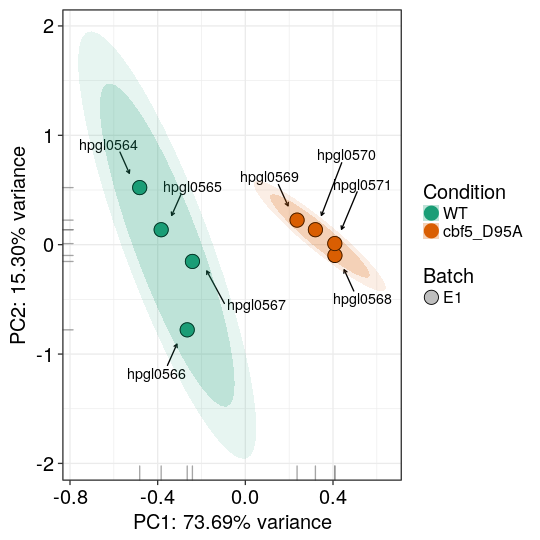 2
1
0
-1
-2
PC2: 15.30% variance
hpgl0564
hpgl0565
hpgl0567
hpgl0566
hpgl0569
hpgl0570
hpgl0571
hpgl0568
-0.8
-0.4
0.0
0.4
PC1: 73.69% variance
Condition
WT
cbf5_D95A
Batch
E1